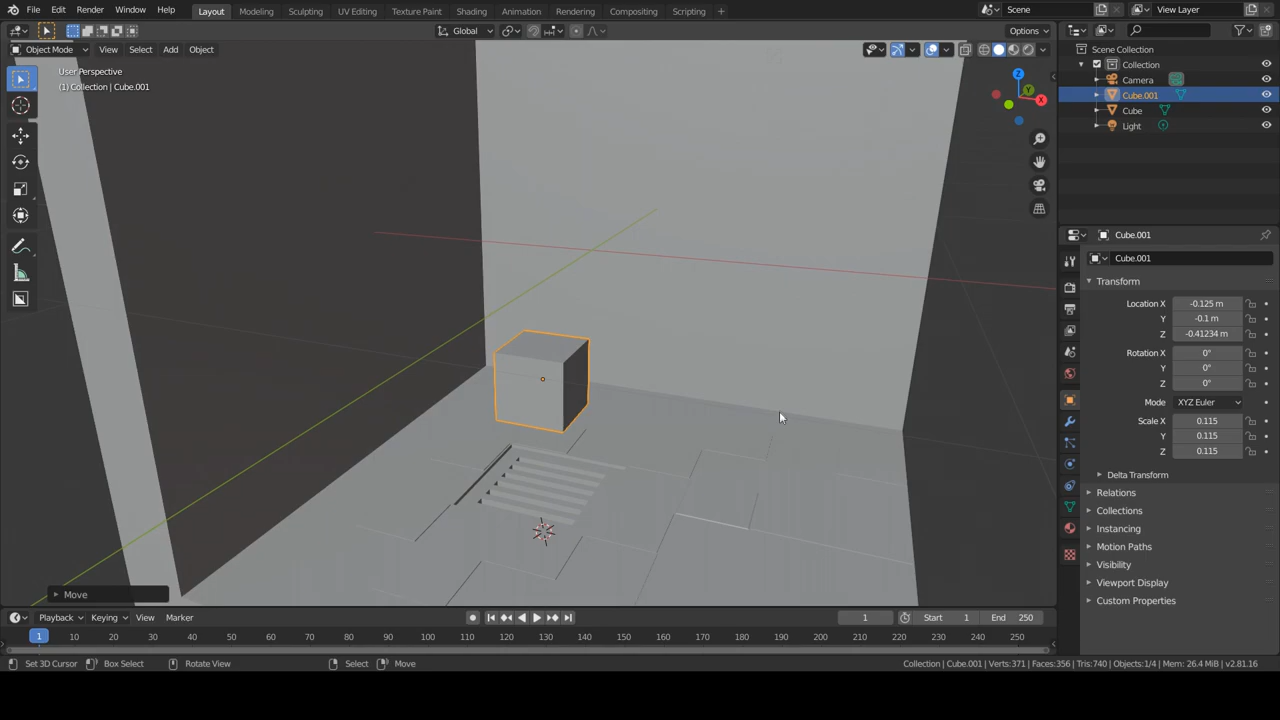 File Edit Render Window Help Layout Modeling Sculpting UV Editing Texture Paint Shading Animation Rendering Compositing Scripting Scene View Layer
Global Options
Object Mode View Select Add Object
User Perspective
(1) Collection | Cube.001
Z
Y
X
Move
Scene Collection
Collection
Camera
Cube.001
Cube
Light
Cube.001
Cube.001
Transform
Location X -0.125 m
Y -0.1 m
Z -0.41234 m
Rotation X 0°
Y 0°
Z 0°
Mode XYZ Euler
Scale X 0.115
Y 0.115
Z 0.115
Delta Transform
Relations
Collections
Instancing
Motion Paths
Visibility
Viewport Display
Custom Properties
Playback Keying View Marker 1 Start 1 End 250
1 10 20 30 40 50 60 70 80 90 100 110 120 130 140 150 160 170 180 190 200 210 220 230 240 250
Set 3D Cursor Box Select Rotate View Select Move Collection | Cube.001 | Verts:371 | Faces:356 | Tris:740 | Objects:1/4 | Mem: 26.4 MiB | v2.81.16